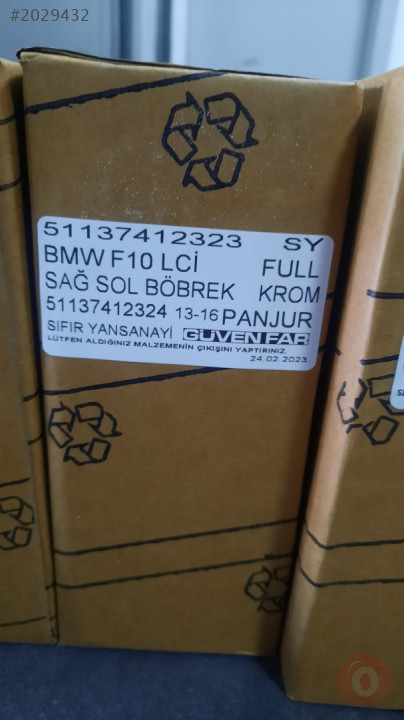 #2029432
51137412323 SY
BMW F10 LCİ FULL
SAĞ SOL BÖBREK KROM
51137412324 13-16 PANJUR
SIFIR YANSANAYİ GÜVEN FAR
LÜTFEN ALDIĞINIZ MALZEMENİN ÇIKIŞINI YAPTIRINIZ.
24.02.2023